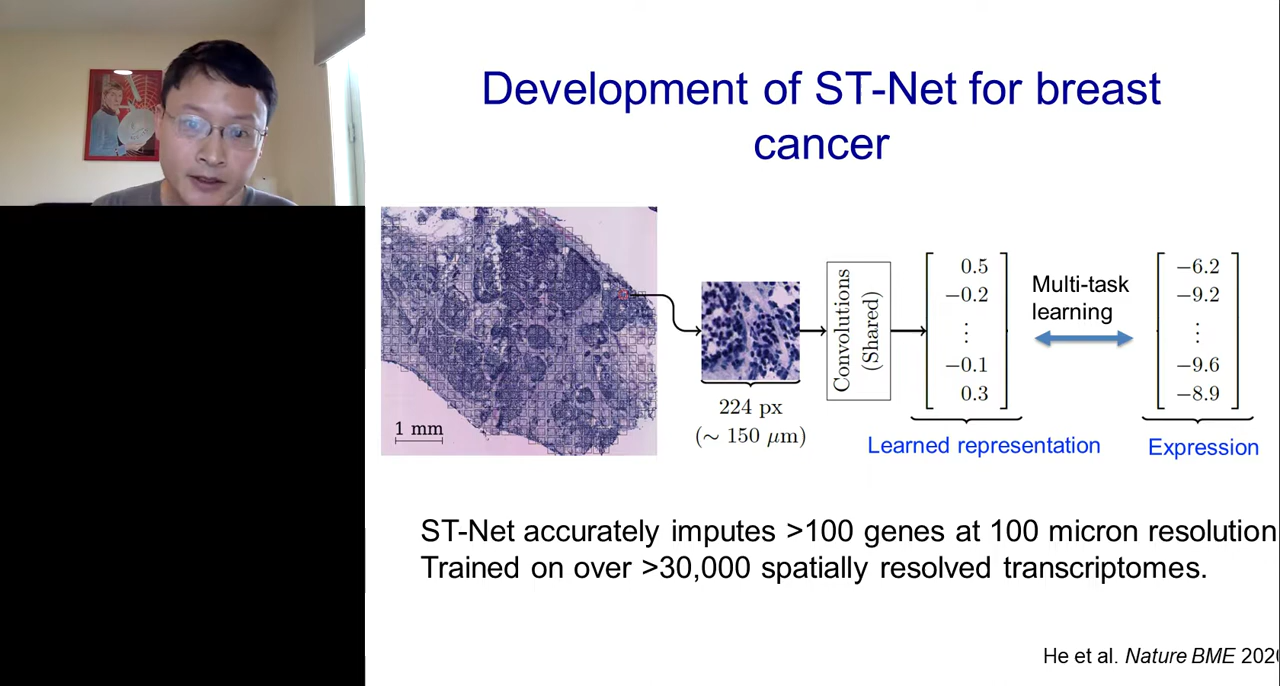 Development of ST-Net for breast
cancer
1 mm
224 px
(∼ 150 μm)
Convolutions
(Shared)
0.5
−0.2
⋮
−0.1
0.3
Learned representation
Multi-task
learning
−6.2
−9.2
⋮
−9.6
−8.9
Expression
ST-Net accurately imputes >100 genes at 100 micron resolution
Trained on over >30,000 spatially resolved transcriptomes.
He et al. Nature BME 2020